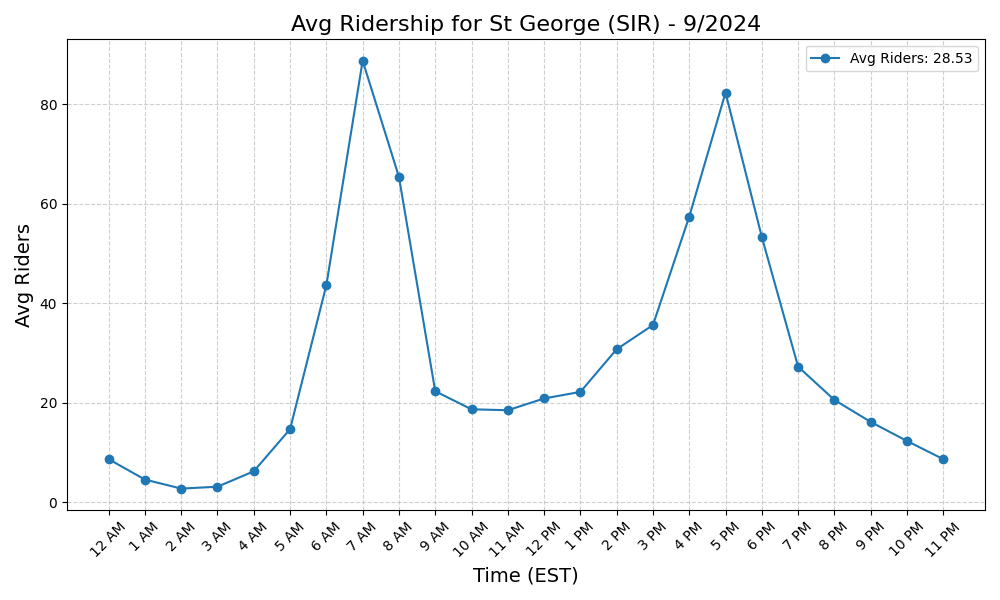 Avg Ridership for St George (SIR) - 9/2024
Avg Riders: 28.53
Avg Riders
80
60
40
20
0
12 AM
1 AM
2 AM
3 AM
4 AM
5 AM
6 AM
7 AM
8 AM
9 AM
10 AM
11 AM
12 PM
1 PM
2 PM
3 PM
4 PM
5 PM
6 PM
7 PM
8 PM
9 PM
10 PM
11 PM
Time (EST)